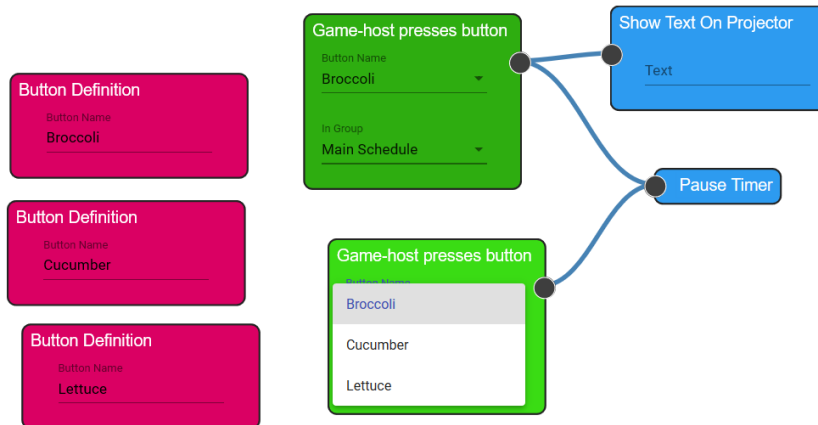 Button Definition
Button Name
Broccoli
Button Definition
Button Name
Cucumber
Button Definition
Button Name
Lettuce
Game-host presses button
Button Name
Broccoli
In Group
Main Schedule
Game-host presses button
Button Name
Broccoli
Cucumber
Lettuce
Show Text On Projector
Text
Pause Timer